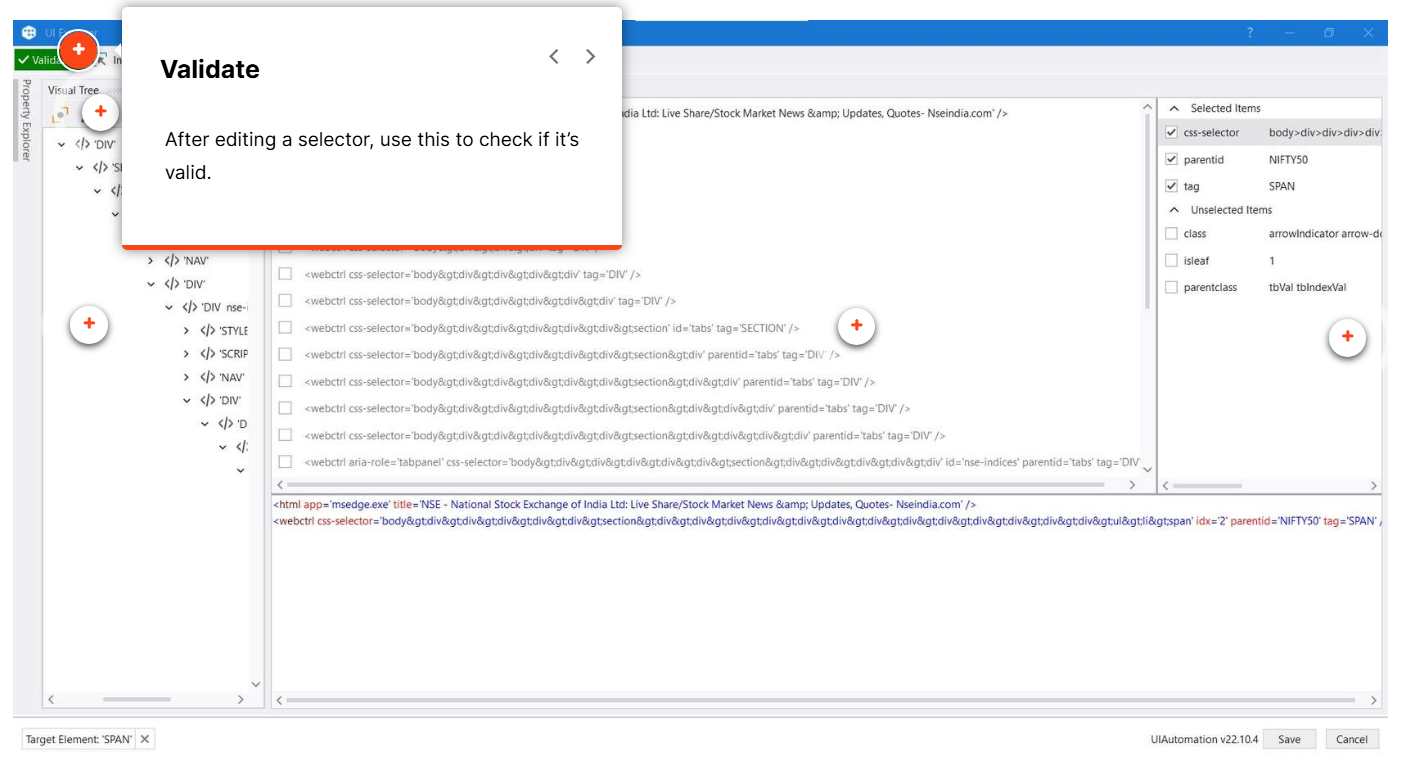 UI Explorer
?
Validate
After editing a selector, use this to check if it's
valid.
Valida
In
Property Explorer
Visual Tree
dia Ltd: Live Share/Stock Market News &amp; Updates, Quotes- Nseindia.com' />
</> 'DIV'
</>
</> 'NAV'
</> 'DIV'
</> 'DIV nse-
</> 'STYLE
</> 'SCRIP
</> 'NAV'
</> 'DIV'
</> 'D
<webctrl css-selector='body&gt;div&gt;div&gt;div&gt;div' tag='DIV' />
<webctrl css-selector='body&gt;div&gt;div&gt;div&gt;div&gt;div' tag='DIV' />
<webctrl css-selector='body&gt;div&gt;div&gt;div&gt;div&gt;div&gt;section' id='tabs' tag='SECTION' />
<webctrl css-selector='body&gt;div&gt;div&gt;div&gt;div&gt;div&gt;section&gt;div' parentid='tabs' tag='DIV' />
<webctrl css-selector='body&gt;div&gt;div&gt;div&gt;div&gt;div&gt;section&gt;div&gt;div' parentid='tabs' tag='DIV' />
<webctrl css-selector='body&gt;div&gt;div&gt;div&gt;div&gt;div&gt;section&gt;div&gt;div&gt;div' parentid='tabs' tag='DIV' />
<webctrl css-selector='body&gt;div&gt;div&gt;div&gt;div&gt;div&gt;section&gt;div&gt;div&gt;div&gt;div' parentid='tabs' tag='DIV' />
<webctrl aria-role='tabpanel' css-selector='body&gt;div&gt;div&gt;div&gt;div&gt;div&gt;section&gt;div&gt;div&gt;div&gt;div&gt;div' id='nse-indices' parentid='tabs' tag='DIV'
Selected Items
css-selector body>div>div>div>div>
parentid NIFTY50
tag SPAN
Unselected Items
class arrowIndicator arrow-do
isleaf 1
parentclass tbVal tbIndexVal
<html app='msedge.exe' title='NSE - National Stock Exchange of India Ltd: Live Share/Stock Market News &amp; Updates, Quotes- Nseindia.com' />
<webctrl css-selector='body&gt;div&gt;div&gt;div&gt;div&gt;div&gt;section&gt;div&gt;div&gt;div&gt;div&gt;div&gt;div&gt;div&gt;div&gt;div&gt;div&gt;div&gt;ul&gt;li&gt;span' idx='2' parentid='NIFTY50' tag='SPAN' /
Target Element: 'SPAN'
UIAutomation v22.10.4
Save
Cancel